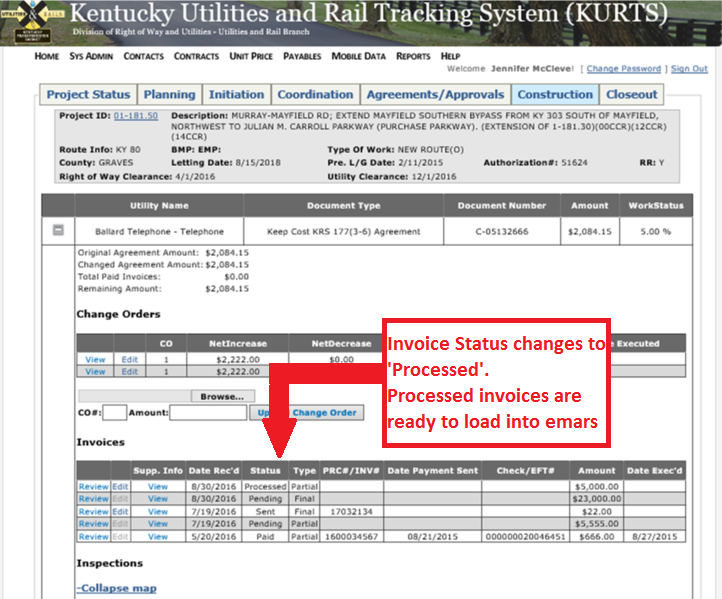 Kentucky Utilities and Rail Tracking System (KURTS)
Division of Right of Way and Utilities - Utilities and Rail Branch
HOME SYS ADMIN CONTACTS CONTRACTS UNIT PRICE PAYABLES MOBILE DATA REPORTS HELP
Welcome Jennifer McCleve! [ Change Password ] Sign Out
Project Status Planning Initiation Coordination Agreements/Approvals Construction Closeout
Project ID: 01-181.50 Description: MURRAY-MAYFIELD RD; EXTEND MAYFIELD SOUTHERN BYPASS FROM KY 303 SOUTH OF MAYFIELD,
NORTHWEST TO JULIAN M. CARROLL PARKWAY (PURCHASE PARKWAY). (EXTENSION OF 1-181.30)(00CCR)(12CCR)
(14CCR)
Route Info: KY 80 BMP: EMP: Type Of Work: NEW ROUTE(O)
County: GRAVES Letting Date: 8/15/2018 Pre. L/G Date: 2/11/2015 Authorization#: 51624 RR: Y
Right of Way Clearance: 4/1/2016 Utility Clearance: 12/1/2016
Utility Name Document Type Document Number Amount WorkStatus
Ballard Telephone - Telephone Keep Cost KRS 177(3-6) Agreement C-05132666 $2,084.15 5.00 %
Original Agreement Amount: $2,084.15
Changed Agreement Amount: $2,084.15
Total Paid Invoices: $0.00
Remaining Amount: $2,084.15
Change Orders
CO NetIncrease NetDecrease Executed
View Edit 1 $2,222.00 $0.00
View Edit 1 $2,222.00
Invoice Status changes to
'Processed'.
Processed invoices are
ready to load into emars
Browse...
CO#: Amount: Change Order
Invoices
Supp. Info Date Rec'd Status Type PRC#/INV# Date Payment Sent Check/EFT# Amount Date Exec'd
Review Edit View 8/30/2016 Processed Partial $5,000.00
Review Edit View 8/30/2016 Pending Final $23,000.00
Review Edit View 7/19/2016 Sent Final 17032134 $22.00
Review Edit View 7/19/2016 Pending Partial $5,555.00
Review Edit View 5/20/2016 Paid Partial 1600034567 08/21/2015 000000020046451 $666.00 8/27/2015
Inspections
-Collapse map